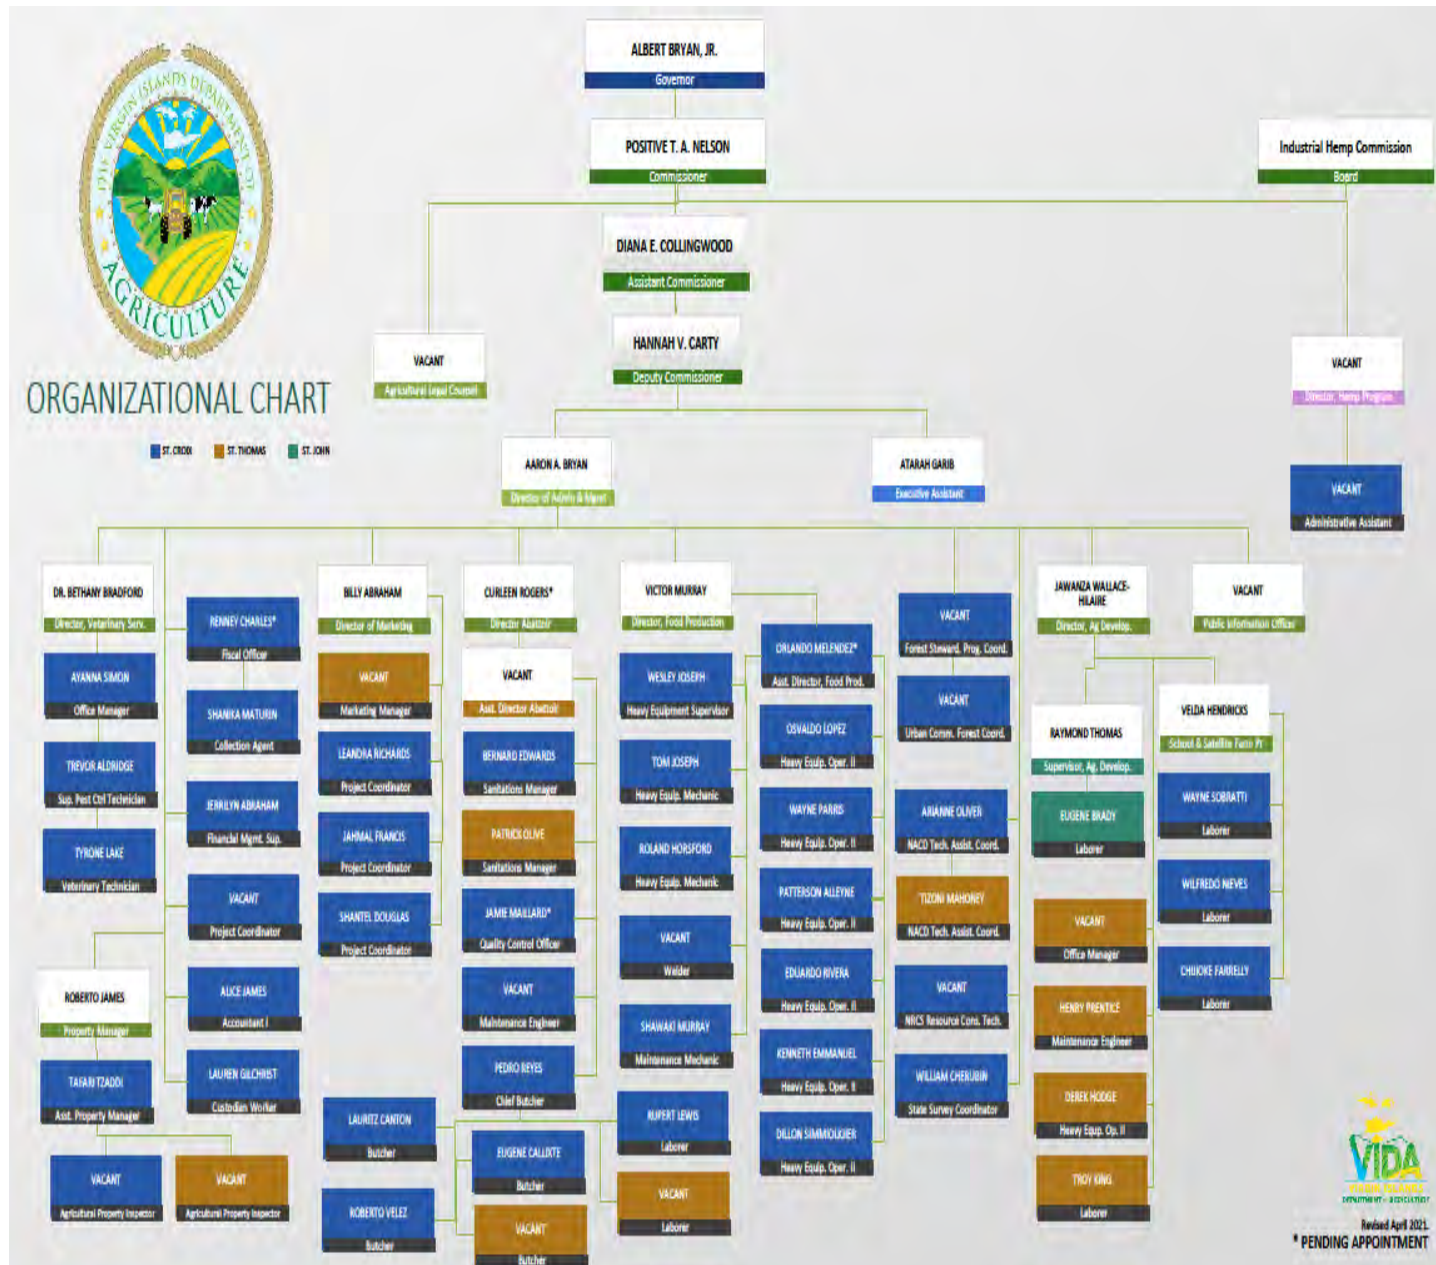 ALBERT BRYAN, JR.
Governor
POSITIVE T. A. NELSON
Commissioner
Industrial Hemp Commission
Board
THE VIRGIN ISLANDS DEPARTMENT OF
AGRICULTURE
ORGANIZATIONAL CHART
ST. CROIX
ST. THOMAS
ST. JOHN
DIANA E. COLLINGWOOD
Assistant Commissioner
HANNAH V. CARTY
Deputy Commissioner
VACANT
Agricultural Legal Counsel
VACANT
Director, Hemp Program
VACANT
Administrative Assistant
AARON A. BRYAN
Director of Admin & Mgmt
ATARAH GARIB
Executive Assistant
DR. BETHANY BRADFORD
Director, Veterinary Serv.
AYANNA SIMON
Office Manager
TREVOR ALDRIDGE
Sup. Pest Ctrl Technician
TYRONE LAKE
Veterinary Technician
ROBERTO JAMES
Property Manager
TAIFARI TZADDI
Asst. Property Manager
VACANT
Agricultural Property Inspector
VACANT
Agricultural Property Inspector
RENNEY CHARLES*
Fiscal Officer
SHANIKA MATURIN
Collection Agent
JERRILYN ABRAHAM
Financial Mgmt. Sup.
VACANT
Project Coordinator
ALICE JAMES
Accountant I
LAUREN GILCHRIST
Custodian Worker
BILLY ABRAHAM
Director of Marketing
VACANT
Marketing Manager
LEANDRA RICHARDS
Project Coordinator
JAHMAL FRANCIS
Project Coordinator
SHANTEL DOUGLAS
Project Coordinator
CURLEEN ROGERS*
Director Abattoir
VACANT
Asst. Director Abattoir
BERNARD EDWARDS
Sanitations Manager
PATRICK OLIVE
Sanitations Manager
JAMIE MAILLARD*
Quality Control Officer
VACANT
Maintenance Engineer
PEDRO REYES
Chief Butcher
LAURITZ CANTON
Butcher
ROBERTO VELEZ
Butcher
EUGENE CALLIXTE
Butcher
VACANT
Butcher
RUPERT LEWIS
Laborer
VACANT
Laborer
VICTOR MURRAY
Director, Food Production
WESLEY JOSEPH
Heavy Equipment Supervisor
TOM JOSEPH
Heavy Equip. Mechanic
ROLAND HORSFORD
Heavy Equip. Mechanic
VACANT
Welder
SHAWAKI MURRAY
Maintenance Mechanic
ORLANDO MELENDEZ*
Asst. Director, Food Prod.
OSVALDO LOPEZ
Heavy Equip. Oper. II
WAYNE PARRIS
Heavy Equip. Oper. II
PATTERSON ALLEYNE
Heavy Equip. Oper. II
EDUARDO RIVERA
Heavy Equip. Oper. II
KENNETH EMMANUEL
Heavy Equip. Oper. II
DILLON
Heavy Equip. Oper. II
VACANT
Forest Steward. Prog. Coord.
VACANT
Urban Comm. Forest Coord.
ARIANNE OLIVER
NACD Tech. Assist. Coord.
TIZONI MAHONEY
NACD Tech. Assist. Coord.
VACANT
NRCS Resource Cons. Tech.
WILLIAM CHERUBIN
State Survey Coordinator
JAWANZA WALLACE-
HILAIRE
Director, Ag Develop.
RAYMOND THOMAS
Supervisor, Ag. Develop.
EUGENE BRADY
Laborer
VACANT
Office Manager
HENRY PRENTICE
Maintenance Engineer
DEREK HODGE
Heavy Equp. Op. II
TROY KING
Laborer
VELDA HENDRICKS
School & Satellite Farm Pr
WAYNE SOBRATTI
Laborer
WILFREDO NIEVES
Laborer
CHIJIOKE FARRELLY
Laborer
VACANT
Public Information Officer
VIDA
VIRGIN ISLANDS
DEPARTMENT of AGRICULTURE
Revised April 2021.
* PENDING APPOINTMENT